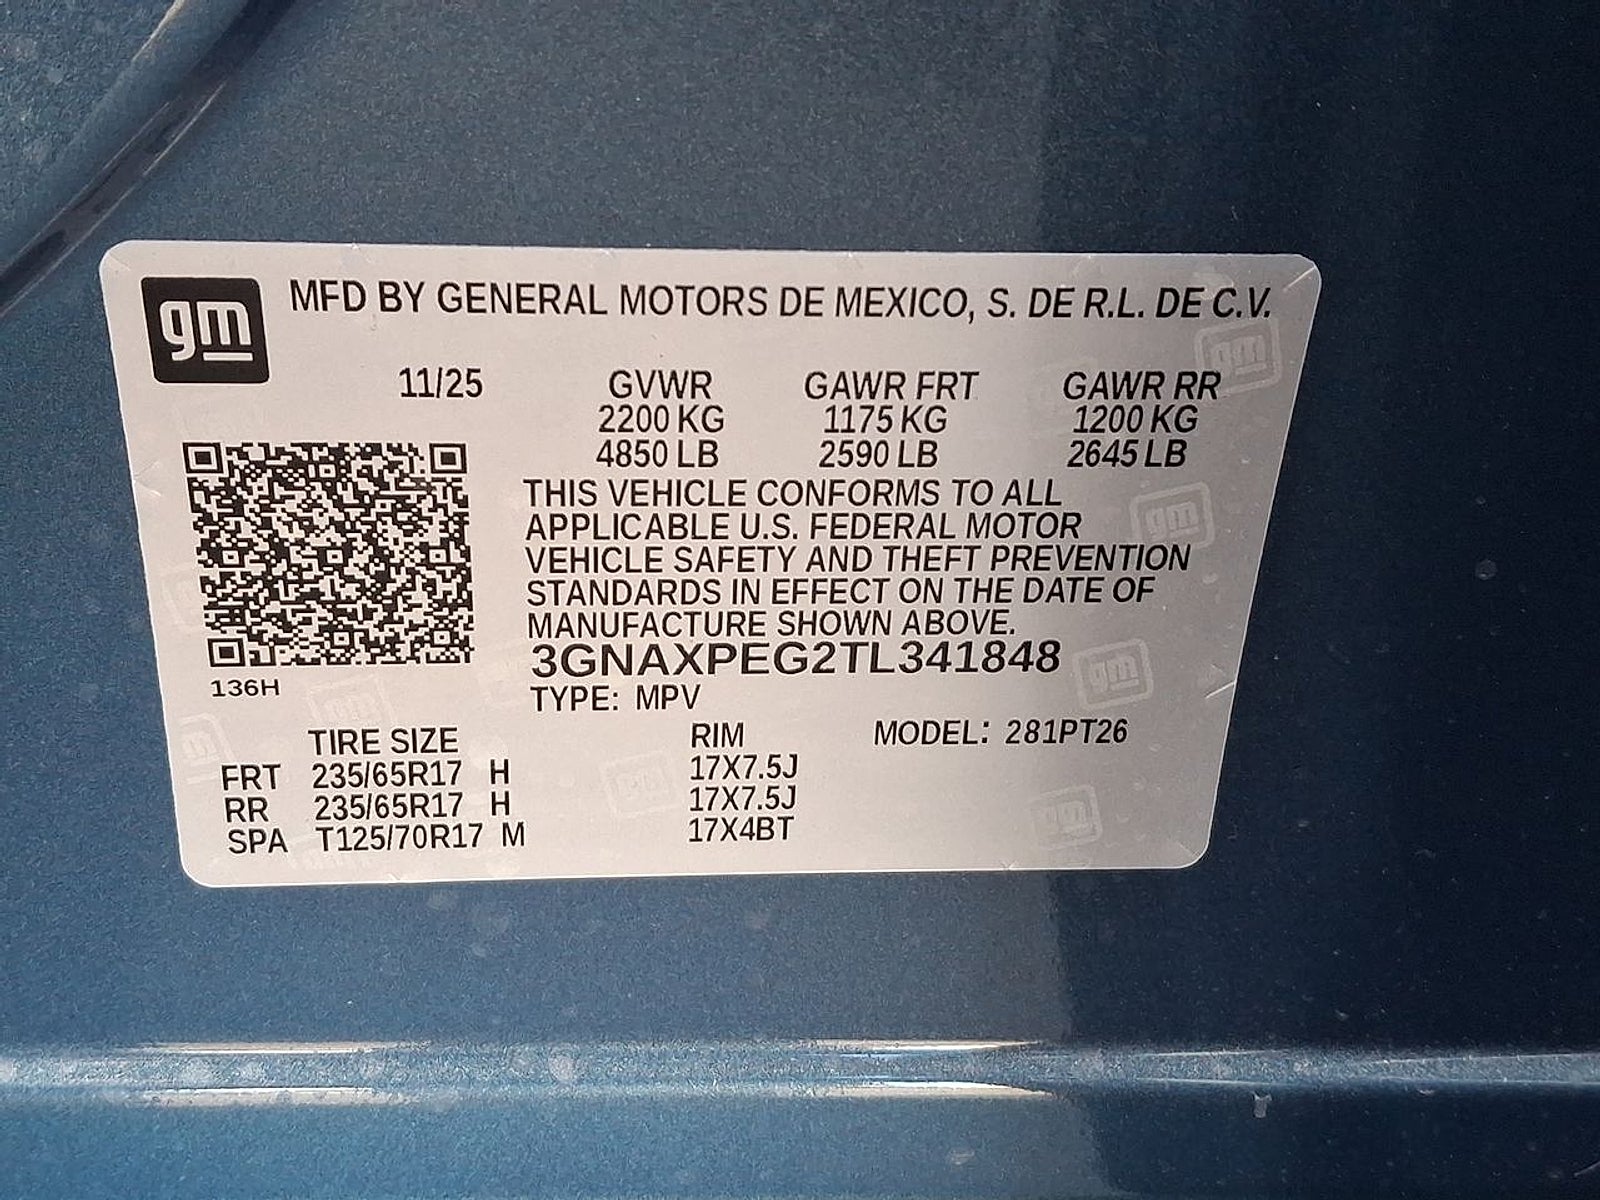 gm MFD BY GENERAL MOTORS DE MEXICO, S. DE R.L. DE C.V.
11/25 GVWR GAWR FRT GAWR RR
2200 KG 1175 KG 1200 KG
4850 LB 2590 LB 2645 LB
THIS VEHICLE CONFORMS TO ALL
APPLICABLE U.S. FEDERAL MOTOR
VEHICLE SAFETY AND THEFT PREVENTION
STANDARDS IN EFFECT ON THE DATE OF
MANUFACTURE SHOWN ABOVE.
3GNAXPEG2TL341848
136H
TYPE: MPV
TIRE SIZE RIM MODEL: 281PT26
FRT 235/65R17 H 17X7.5J
RR 235/65R17 H 17X7.5J
SPA T125/70R17 M 17X4BT